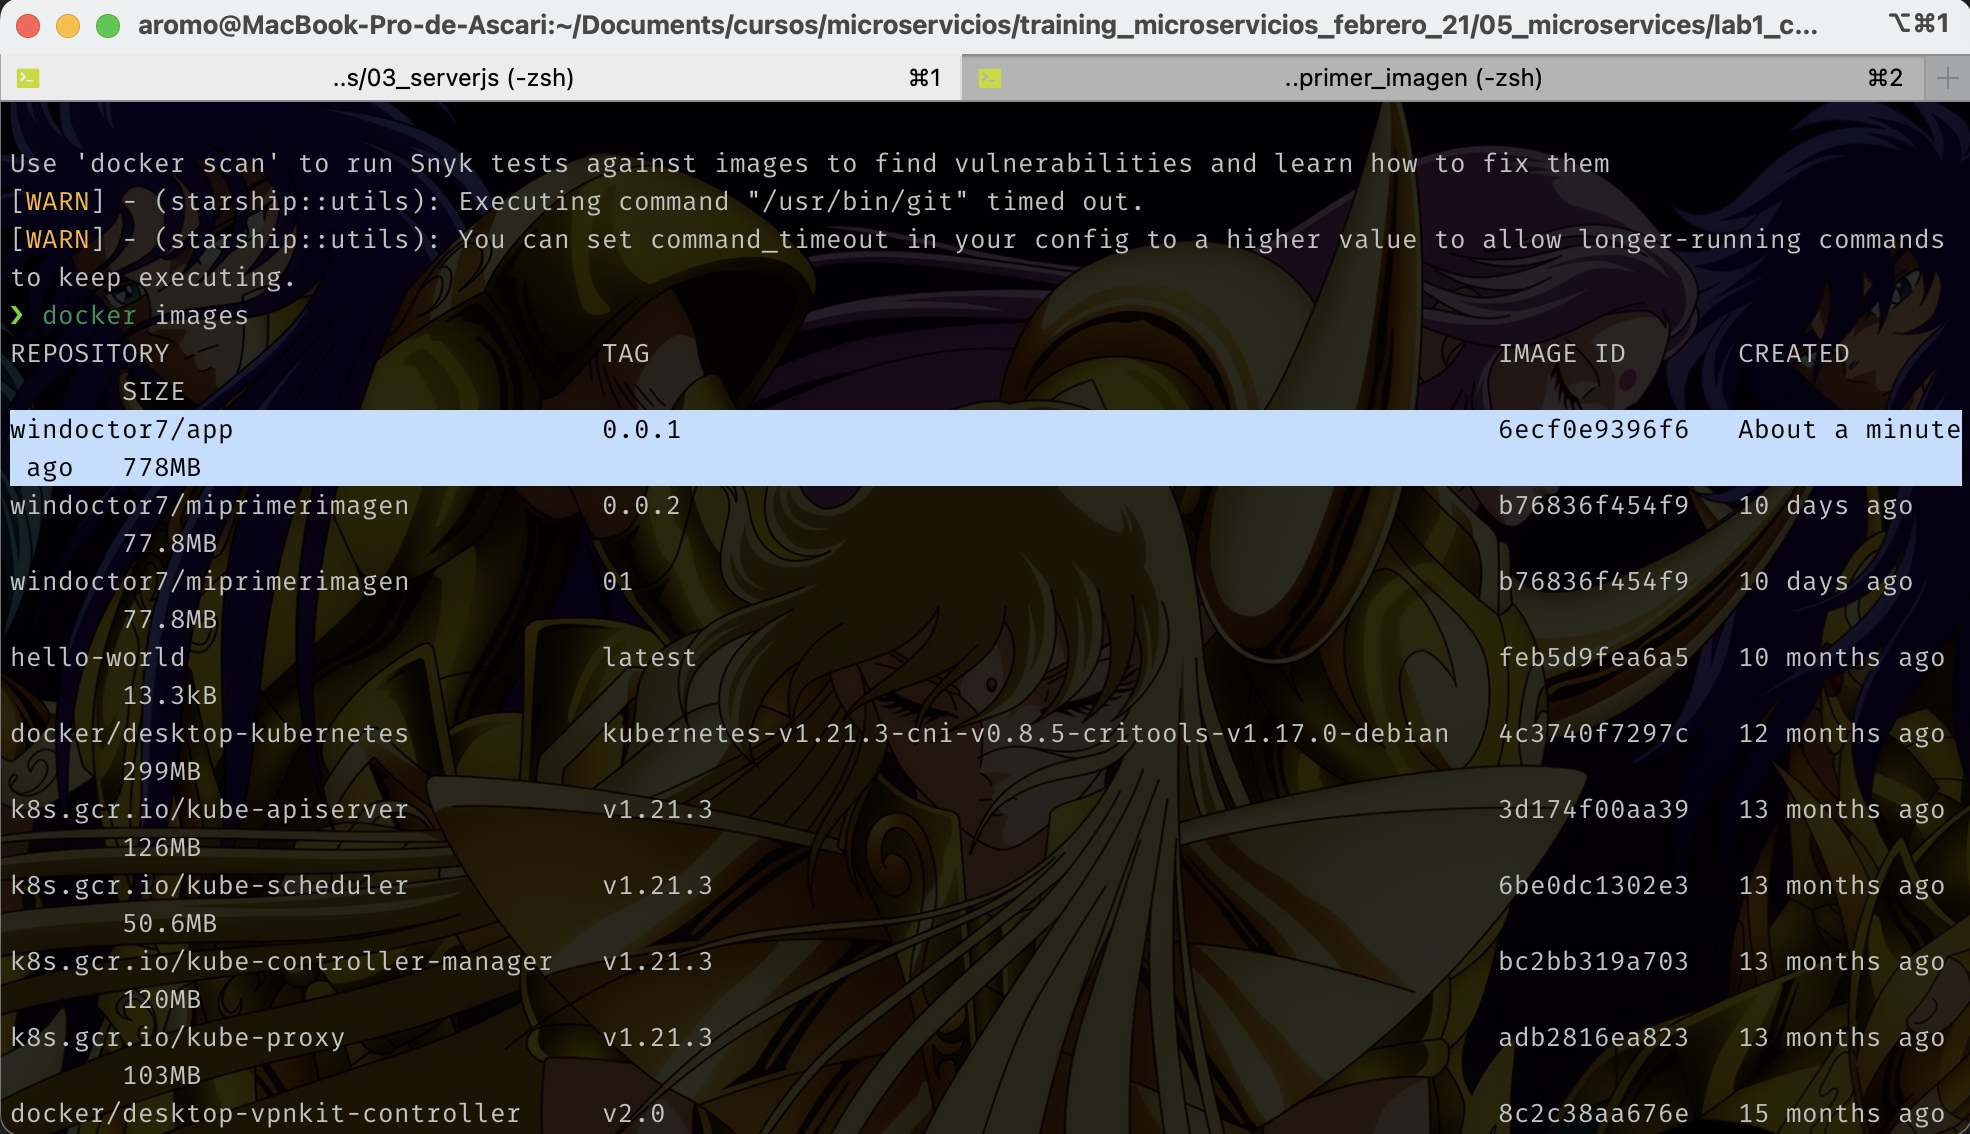 aromo@MacBook-Pro-de-Ascari:~/Documents/cursos/microservicios/training_microservicios_febrero_21/05_microservices/lab1_c... ⌥⌘1
..s/03_serverjs (-zsh) ⌘1 ..primer_imagen (-zsh) ⌘2
Use 'docker scan' to run Snyk tests against images to find vulnerabilities and learn how to fix them
[WARN] - (starship::utils): Executing command "/usr/bin/git" timed out.
[WARN] - (starship::utils): You can set command_timeout in your config to a higher value to allow longer-running commands
to keep executing.
❯ docker images
REPOSITORY TAG IMAGE ID CREATED
SIZE
windoctor7/app 0.0.1 6ecf0e9396f6 About a minute
ago 778MB
windoctor7/miprimerimagen 0.0.2 b76836f454f9 10 days ago
77.8MB
windoctor7/miprimerimagen 01 b76836f454f9 10 days ago
77.8MB
hello-world latest feb5d9fea6a5 10 months ago
13.3kB
docker/desktop-kubernetes kubernetes-v1.21.3-cni-v0.8.5-critools-v1.17.0-debian 4c3740f7297c 12 months ago
299MB
k8s.gcr.io/kube-apiserver v1.21.3 3d174f00aa39 13 months ago
126MB
k8s.gcr.io/kube-scheduler v1.21.3 6be0dc1302e3 13 months ago
50.6MB
k8s.gcr.io/kube-controller-manager v1.21.3 bc2bb319a703 13 months ago
120MB
k8s.gcr.io/kube-proxy v1.21.3 adb2816ea823 13 months ago
103MB
docker/desktop-vpnkit-controller v2.0 8c2c38aa676e 15 months ago